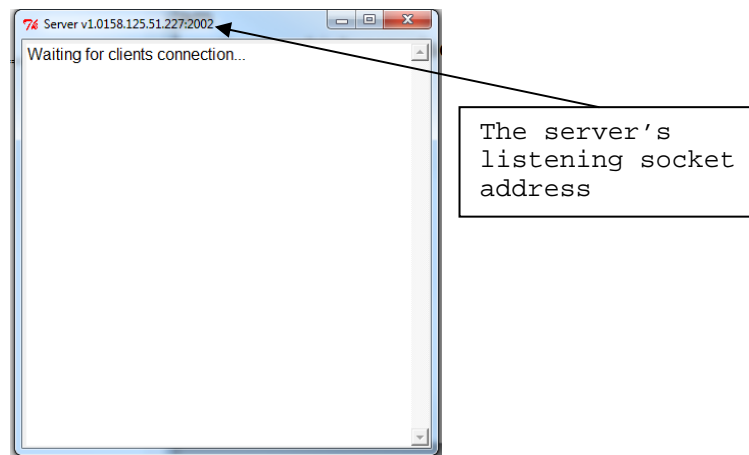 Server v1.0158.125.51.227:2002
Waiting for clients connection...
The server's
listening socket
address